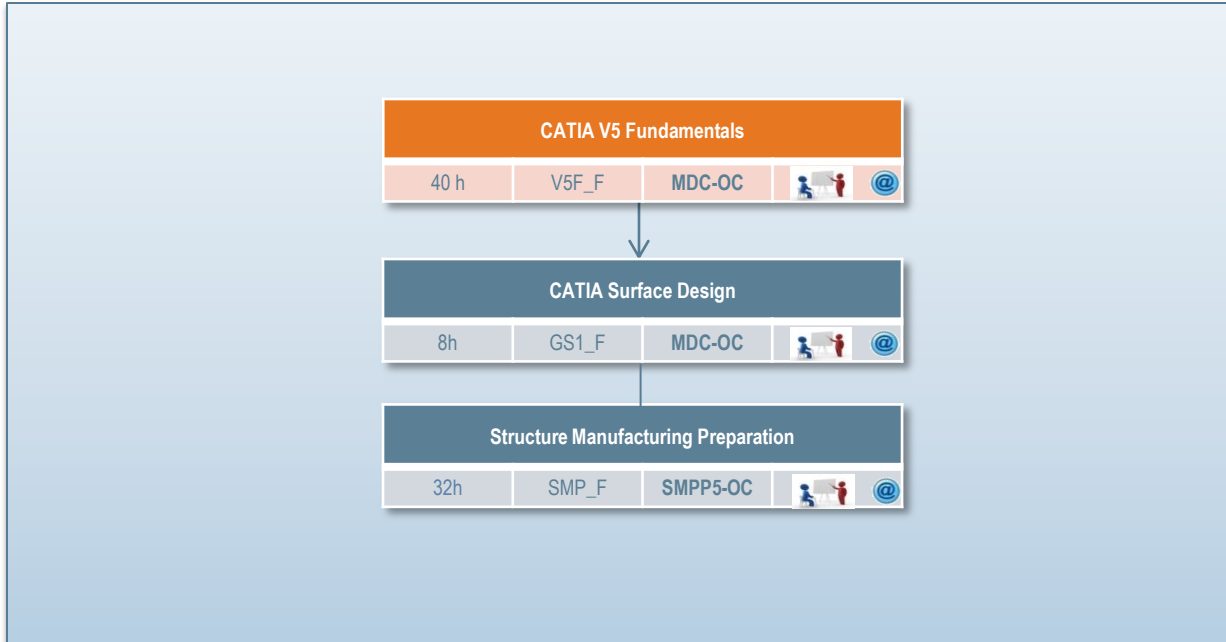 CATIA V5 Fundamentals
40 h V5F_F MDC-OC @
CATIA Surface Design
8h GS1_F MDC-OC @
Structure Manufacturing Preparation
32h SMP_F SMPP5-OC @